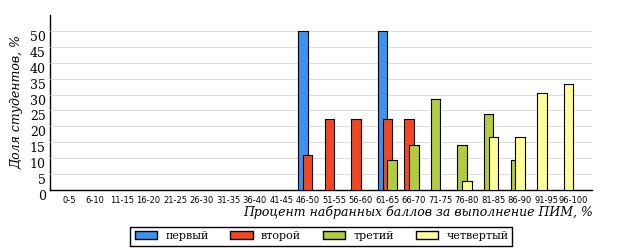 Доля студентов, %
50
45
40
35
30
25
20
15
10
5
0
0-5 6-10 11-15 16-20 21-25 26-30 31-35 36-40 41-45 46-50 51-55 56-60 61-65 66-70 71-75 76-80 81-85 86-90 91-95 96-100
Процент набранных баллов за выполнение ПИМ, %
первый второй третий четвертый